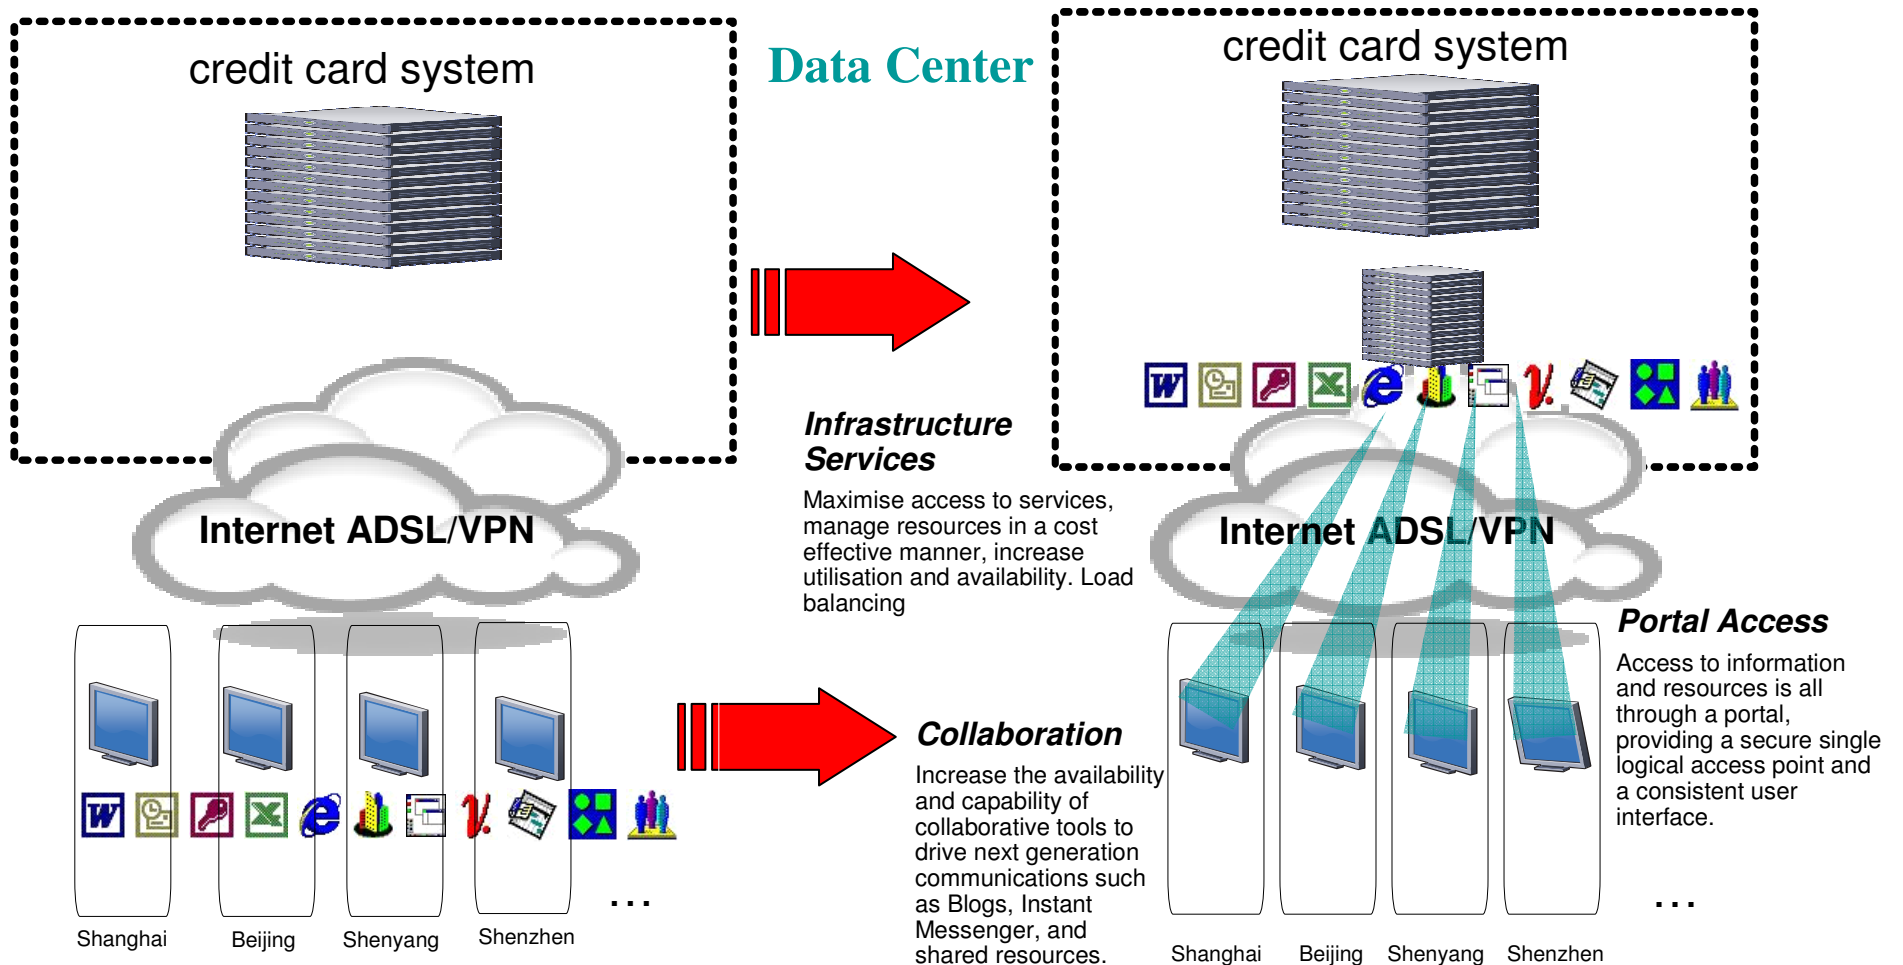 credit card system
Data Center
credit card system
Internet ADSL/VPN
Infrastructure
Services
Maximise access to services,
manage resources in a cost
effective manner, increase
utilisation and availability. Load
balancing
Internet ADSL/VPN
Portal Access
Access to information
and resources is all
through a portal,
providing a secure single
logical access point and
a consistent user
interface.
Collaboration
Increase the availability
and capability of
collaborative tools to
drive next generation
communications such
as Blogs, Instant
Messenger, and
shared resources.
...
Shanghai
Beijing
Shenyang
Shenzhen
...
Shanghai
Beijing
Shenyang
Shenzhen